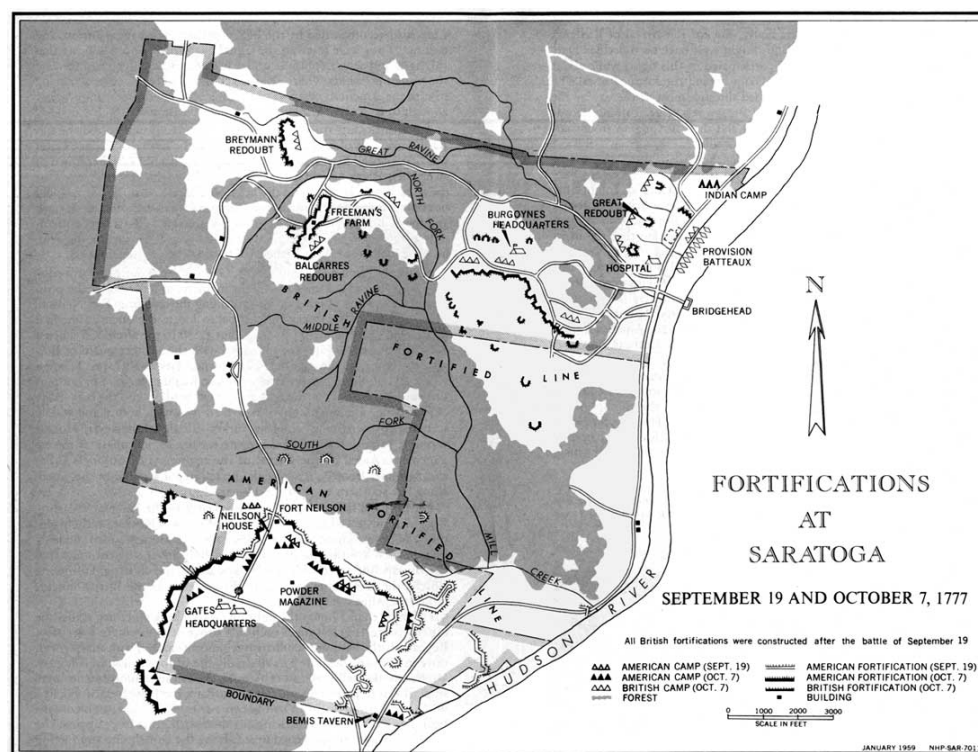 BREYMANN
REDOUBT
GREAT RAVINE
NORTH
FORK
FREEMAN'S
FARM
BALCARRES
REDOUBT
BURGOYNES
HEADQUARTERS
GREAT
REDOUBT
INDIAN CAMP
HOSPITAL
PROVISION
BATTEAUX
BRIDGEHEAD
BRITISH
FORTIFIED LINE
MIDDLE RAVINE
SOUTH FORK
AMERICAN
FORTIFIED
LINE
NEILSON
HOUSE
FORT NEILSON
MILL
CREEK
POWDER
MAGAZINE
GATES
HEADQUARTERS
BOUNDARY
BEMIS TAVERN
HUDSON RIVER
N
FORTIFICATIONS
AT
SARATOGA
SEPTEMBER 19 AND OCTOBER 7, 1777
All British fortifications were constructed after the battle of September 19
AMERICAN CAMP (SEPT. 19)
AMERICAN CAMP (OCT. 7)
BRITISH CAMP (OCT. 7)
FOREST
AMERICAN FORTIFICATION (SEPT. 19)
AMERICAN FORTIFICATION (OCT. 7)
BRITISH FORTIFICATION (OCT. 7)
BUILDING
0 1000 2000 3000
SCALE IN FEET
JANUARY 1959 NHP-SAR-701